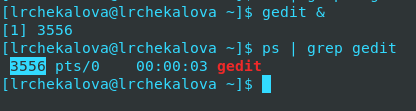 [lrchekalova@lrchekalova ~]$ gedit &
[1] 3556
[lrchekalova@lrchekalova ~]$ ps | grep gedit
3556 pts/0    00:00:03 gedit
[lrchekalova@lrchekalova ~]$